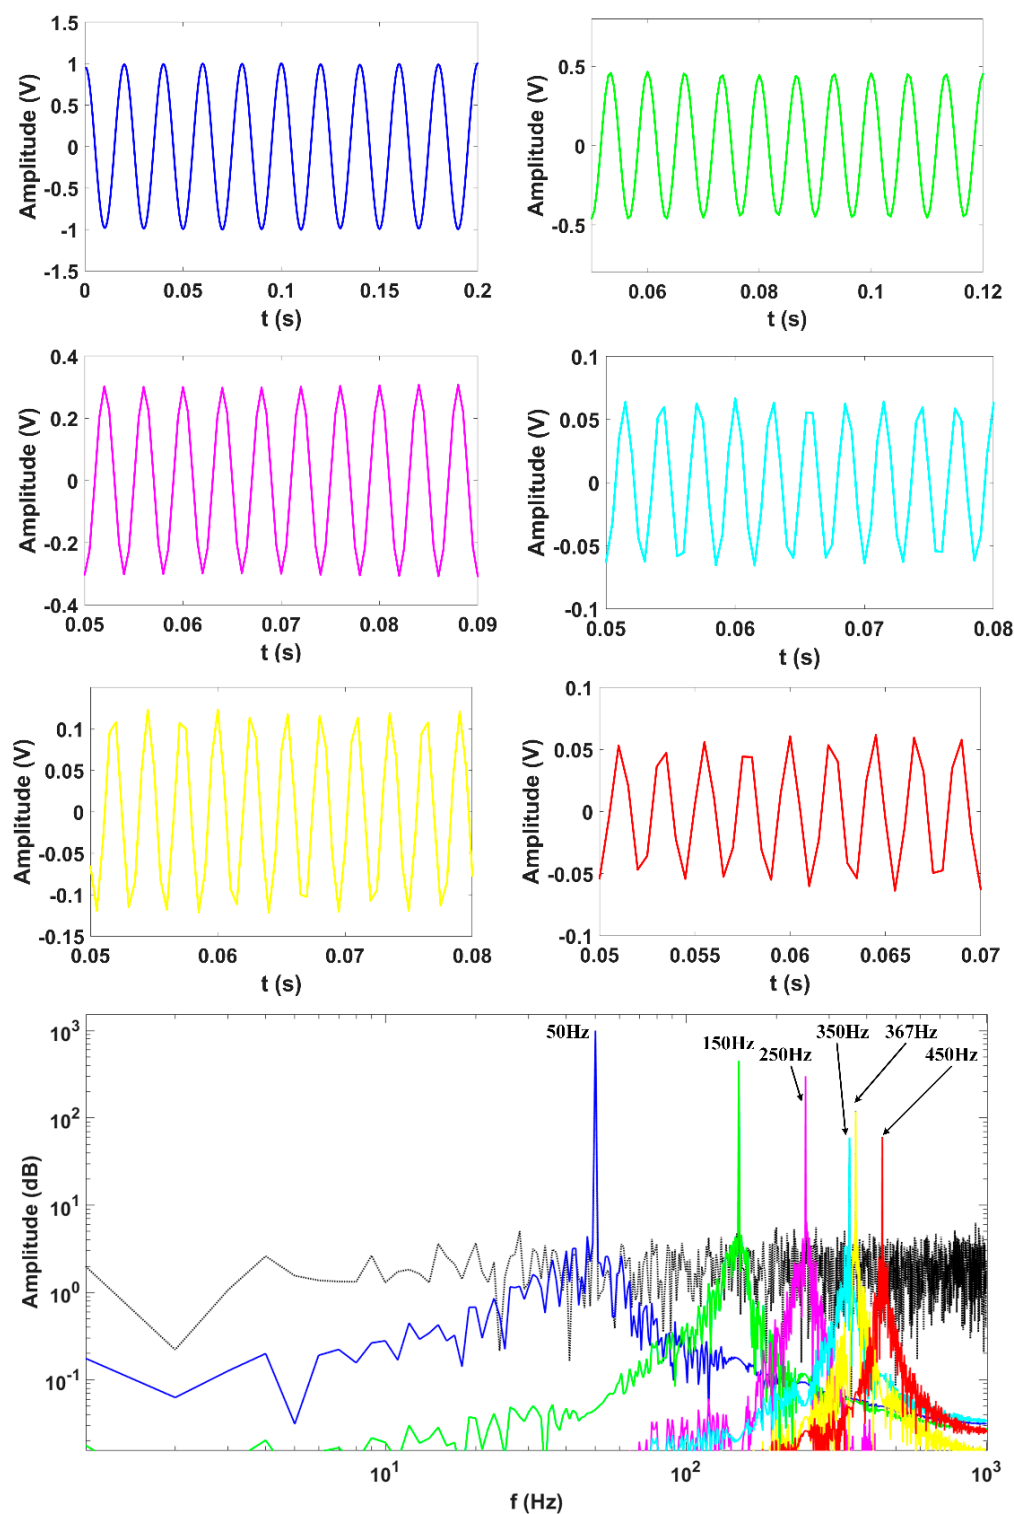 1.5
1
0.5
0
-0.5
-1
-1.5
Amplitude (V)
0 0.05 0.1 0.15 0.2
t (s)
0.5
0
-0.5
Amplitude (V)
0.06 0.08 0.1 0.12
t (s)
0.4
0.2
0
-0.2
-0.4
Amplitude (V)
0.05 0.06 0.07 0.08 0.09
t (s)
0.1
0.05
0
-0.05
-0.1
Amplitude (V)
0.05 0.06 0.07 0.08
t (s)
0.1
0.05
0
-0.05
-0.1
-0.15
Amplitude (V)
0.05 0.06 0.07 0.08
t (s)
0.1
0.05
0
-0.05
-0.1
Amplitude (V)
0.05 0.055 0.06 0.065 0.07
t (s)
50Hz 150Hz 250Hz 350Hz 367Hz 450Hz
10³
10²
10¹
10⁰
10⁻¹
Amplitude (dB)
10¹ 10² 10³
f (Hz)